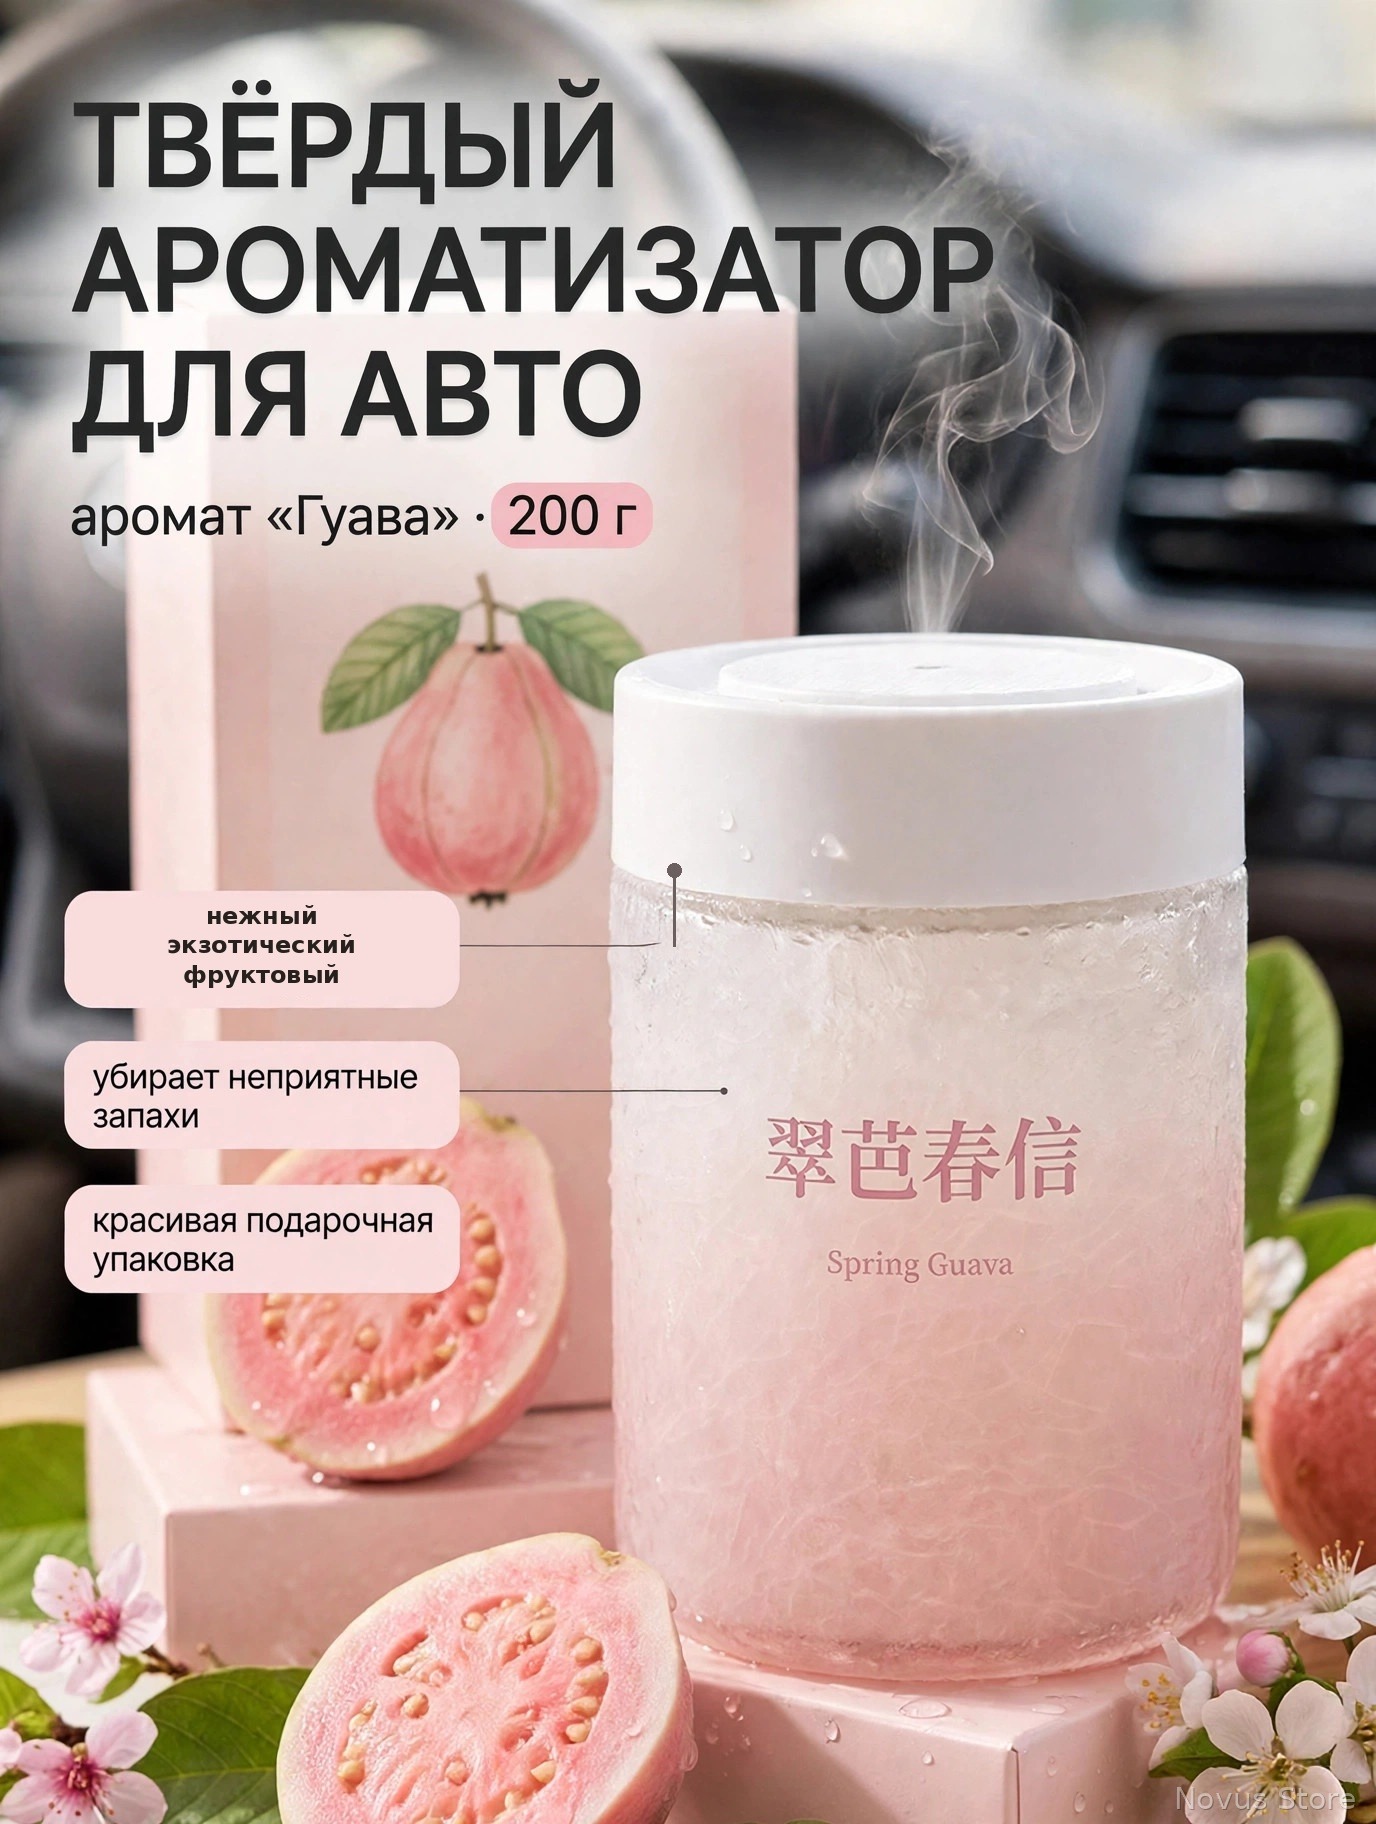 ТВЁРДЫЙ
АРОМАТИЗАТОР
ДЛЯ АВТО
аромат «Гуава» · 200 г
нежный
экзотический
фруктовый
убирает неприятные
запахи
красивая подарочная
упаковка
翠芭春信
Spring Guava
Novus Store